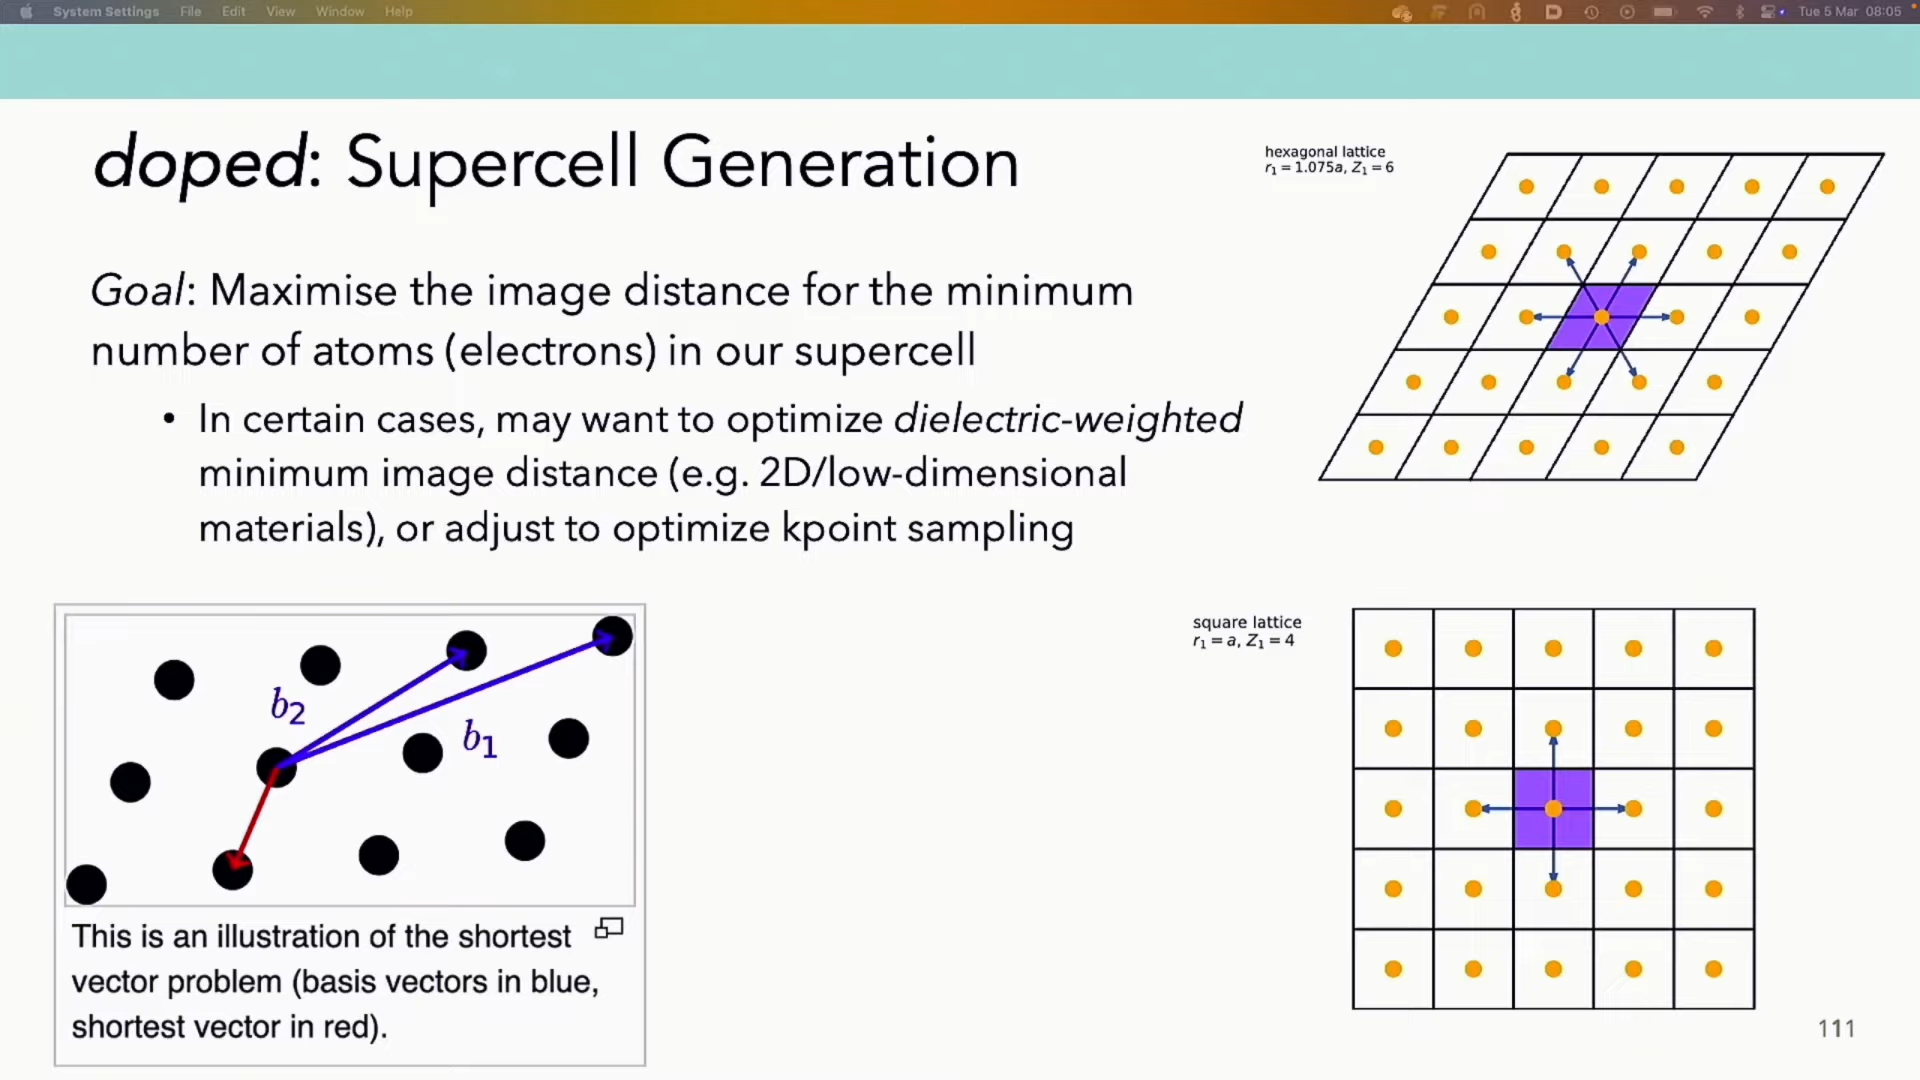 System Settings File Edit View Window Help Tue 5 Mar 08:05
doped: Supercell Generation
hexagonal lattice
r₁ = 1.075a, Z₁ = 6
Goal: Maximise the image distance for the minimum
number of atoms (electrons) in our supercell
• In certain cases, may want to optimize dielectric-weighted
minimum image distance (e.g. 2D/low-dimensional
materials), or adjust to optimize kpoint sampling
b₂
b₁
This is an illustration of the shortest
vector problem (basis vectors in blue,
shortest vector in red).
square lattice
r₁ = a, Z₁ = 4
111